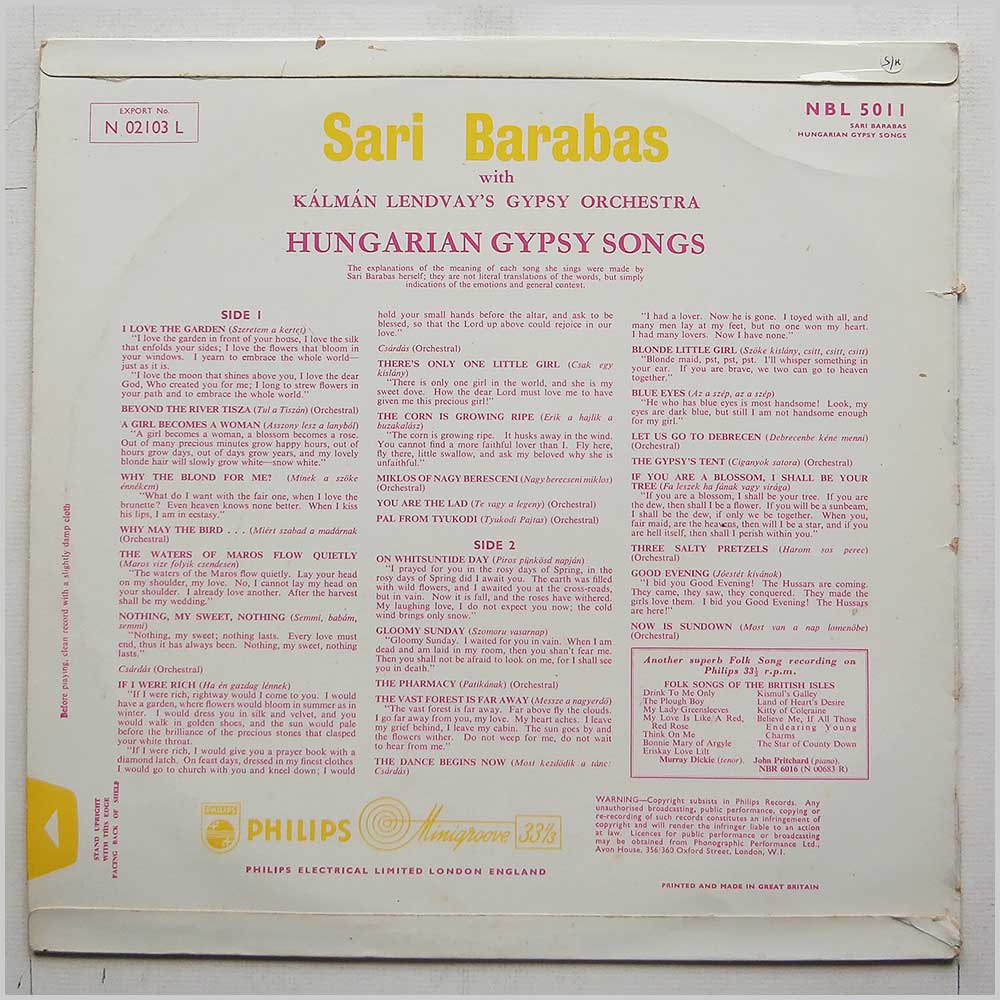 S/R
EXPORT No.
N 02103 L
NBL 5011
SARI BARABAS
HUNGARIAN GYPSY SONGS
Sari Barabas
with
KÁLMÁN LENDVAY'S GYPSY ORCHESTRA
HUNGARIAN GYPSY SONGS
The explanations of the meaning of each song she sings were made by
Sari Barabas herself; they are not literal translations of the words, but simply
indications of the emotions and general context.
SIDE 1
I LOVE THE GARDEN (Szeretem a kertet)
"I love the garden in front of your house, I love the silk
that enfolds your sides; I love the flowers that bloom in
your windows. I yearn to embrace the whole world—
just as it is.
"I love the moon that shines above you, I love the dear
God, Who created you for me; I long to strew flowers in
your path and to embrace the whole world."
BEYOND THE RIVER TISZA (Tul a Tiszán) (Orchestral)
A GIRL BECOMES A WOMAN (Asszony lesz a lanyból)
"A girl becomes a woman, a blossom becomes a rose.
Out of many precious minutes grow happy hours, out of
hours grow days, out of days grow years, and my lovely
blonde hair will slowly grow white—snow white."
WHY THE BLOND FOR ME? (Minek a szöke
énnékem)
"What do I want with the fair one, when I love the
brunette? Even heaven knows none better. When I kiss
his lips, I am in ecstasy."
WHY MAY THE BIRD . . . (Miért szabad a madárnak
(Orchestral)
THE WATERS OF MAROS FLOW QUIETLY
(Maros vize folyik csendesen)
"The waters of the Maros flow quietly. Lay your head
on my shoulder, my love. No, I cannot lay my head on
your shoulder. I already love another. After the harvest
shall be my wedding."
NOTHING, MY SWEET, NOTHING (Semmi, babám,
semmi)
"Nothing, my sweet; nothing lasts. Every love must
end, thus it has always been. Nothing, my sweet, nothing
lasts."
Csárdás (Orchestral)
IF I WERE RICH (Ha én gazdag lénnek)
"If I were rich, rightway would I come to you. I would
have a garden, where flowers would bloom in summer as in
winter. I would dress you in silk and velvet, and you
would walk in golden shoes, and the sun would pale
before the brilliance of the precious stones that clasped
your white throat.
"If I were rich, I would give you a prayer book with a
diamond latch. On feast days, dressed in my finest clothes
I would go to church with you and kneel down; I would
hold your small hands before the altar, and ask to be
blessed, so that the Lord up above could rejoice in our
love."
Csárdás (Orchestral)
THERE'S ONLY ONE LITTLE GIRL (Csak egy
kislány)
"There is only one girl in the world, and she is my
sweet dove. How the dear Lord must love me to have
given me this precious girl!"
THE CORN IS GROWING RIPE (Erik a hajlik a
buzakalász)
"The corn is growing ripe. It husks away in the wind.
You cannot find a more faithful lover than I. Fly here,
fly there, little swallow, and ask my beloved why she is
unfaithful."
MIKLOS OF NAGY BERESCENI (Nagy bereceni miklos)
(Orchestral)
YOU ARE THE LAD (Te vagy a legeny) (Orchestral)
PAL FROM TYUKODI (Tyukodi Pajtas) (Orchestral)
SIDE 2
ON WHITSUNTIDE DAY (Piros pünkösd napján)
"I prayed for you in the rosy days of Spring, in the
rosy days of Spring did I await you. The earth was filled
with wild flowers, and I awaited you at the cross-roads,
but in vain. Now it is fall, and the roses have withered.
My laughing love, I do not expect you now; the cold
wind brings only snow."
GLOOMY SUNDAY (Szomoru vasarnap)
"Gloomy Sunday. I waited for you in vain. When I am
dead and am laid in my room, then you shan't fear me.
Then you shall not be afraid to look on me, for I shall see
you in death."
THE PHARMACY (Patikának) (Orchestral)
THE VAST FOREST IS FAR AWAY (Messze a nagyerdő)
"The vast forest is far away. Far above fly the clouds.
I go far away from you, my love. My heart aches. I leave
my grief behind, I leave my cabin. The sun goes by and
the flowers wither. Do not weep for me, do not wait
to hear from me."
THE DANCE BEGINS NOW (Most kezdödik a tánc:
Csárdás)
"I had a lover. Now he is gone. I toyed with all, and
many men lay at my feet, but no one won my heart.
I had many lovers. Now I have none."
BLONDE LITTLE GIRL (Szöke kislány, csitt, csitt, csitt)
"Blonde maid, pst, pst, pst. I'll whisper something in
your ear. If you are brave, we two can go to heaven
together."
BLUE EYES (Az a szép, az a szép)
"He who has blue eyes is most handsome! Look, my
eyes are dark blue, but still I am not handsome enough
for my girl."
LET US GO TO DEBRECEN (Debrecenbe kéne menni)
(Orchestral)
THE GYPSY'S TENT (Ciganyok satora) (Orchestral)
IF YOU ARE A BLOSSOM, I SHALL BE YOUR
TREE (Fa leszek ha fának vagy virága)
"If you are a blossom, I shall be your tree. If you are
the dew, then shall I be a flower. If you will be a sunbeam,
I shall be the dew, if only we be together. When you,
fair maid, are the heavens, then will I be a star, and if you
are hell itself, then shall I perish within you."
THREE SALTY PRETZELS (Harom sos perec)
(Orchestral)
GOOD EVENING (Jóestét kívánok)
"I bid you Good Evening! The Hussars are coming.
They came, they saw, they conquered. They made the
girls love them. I bid you Good Evening! The Hussars
are here!"
NOW IS SUNDOWN (Most van a nap lomenőbe)
(Orchestral)
Another superb Folk Song recording on
Philips 33⅓ r.p.m.
FOLK SONGS OF THE BRITISH ISLES
Drink To Me Only
The Plough Boy
My Lady Greensleeves
My Love Is Like A Red,
Red Rose
Think On Me
Bonnie Mary of Argyle
Eriskay Love Lilt
Kismul's Galley
Land of Heart's Desire
Kitty of Coleraine
Believe Me, If All Those
Endearing Young
Charms
The Star of County Down
Murray Dickie (tenor). John Pritchard (piano).
NBR 6016 (N 00683 R)
Before playing, clean record with a slightly damp cloth
STAND UPRIGHT
WITH THIS EDGE
FACING BACK OF SHELF
PHILIPS
PHILIPS
Minigroove 33⅓
PHILIPS ELECTRICAL LIMITED LONDON ENGLAND
WARNING—Copyright subsists in Philips Records. Any
unauthorised broadcasting, public performance, copying or
re-recording of such records constitutes an infringement of
copyright and will render the infringer liable to an action
at law. Licences for public performance or broadcasting
may be obtained from Phonographic Performance Ltd.,
Avon House, 356/360 Oxford Street, London, W.1.
PRINTED AND MADE IN GREAT BRITAIN